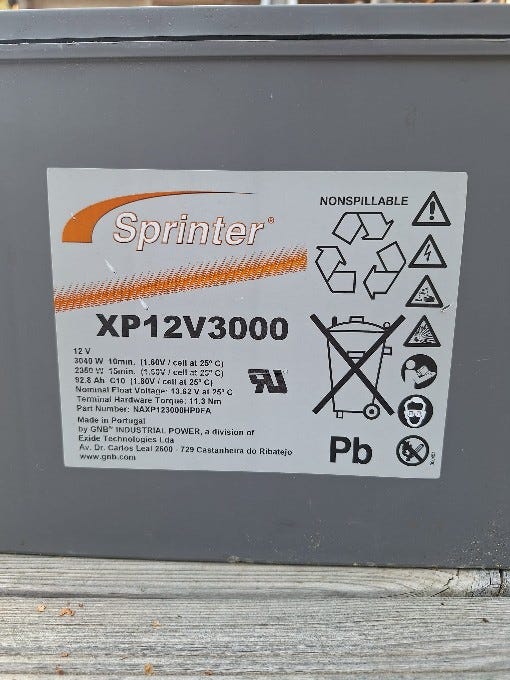 Sprinter®
NONSPILLABLE
XP12V3000
12 V
3040 W 10min. (1.60V / cell at 25° C)
2350 W 15min. (1.60V / cell at 25° C)
92.8 Ah C10 (1.80V / cell at 25° C)
Nominal Float Voltage: 13.62 V at 25° C
Terminal Hardware Torque: 11.3 Nm
Part Number: NAXP123000HP0FA
Made in Portugal
by GNB® INDUSTRIAL POWER, a division of
Exide Technologies Lda
Av. Dr. Carlos Leal 2600 - 729 Castanheira do Ribatejo
www.gnb.com
Pb